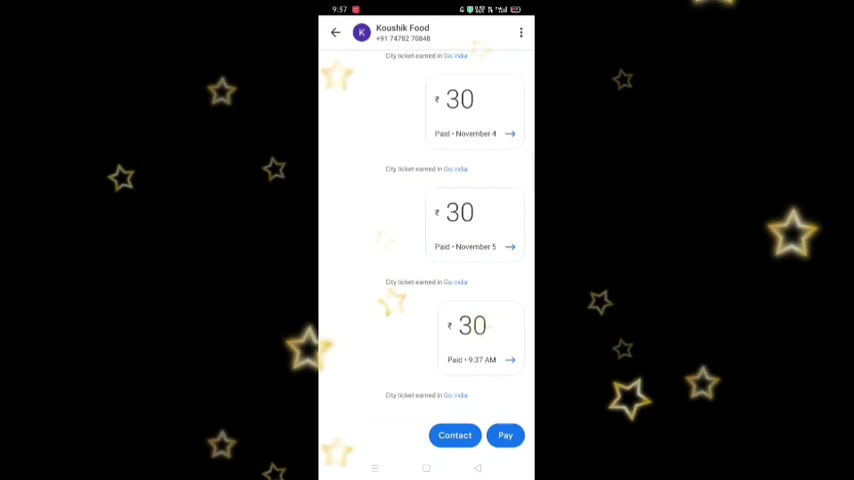 9:37
K
Koushik Food
+91 74782 70848
City ticket earned in Go India
₹ 30
Paid • November 4
City ticket earned in Go India
₹ 30
Paid • November 5
City ticket earned in Go India
₹ 30
Paid • 9:37 AM
City ticket earned in Go India
Contact Pay